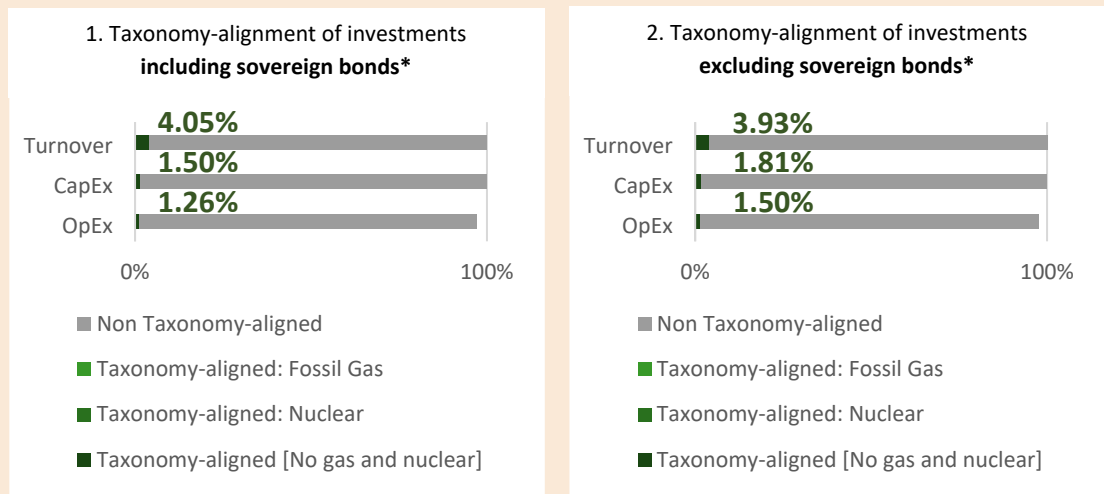 1. Taxonomy-alignment of investments
including sovereign bonds*
4.05%
Turnover
1.50%
CapEx
1.26%
OpEx
0% 100%
Non Taxonomy-aligned
Taxonomy-aligned: Fossil Gas
Taxonomy-aligned: Nuclear
Taxonomy-aligned [No gas and nuclear]
2. Taxonomy-alignment of investments
excluding sovereign bonds*
3.93%
Turnover
1.81%
CapEx
1.50%
OpEx
0% 100%
Non Taxonomy-aligned
Taxonomy-aligned: Fossil Gas
Taxonomy-aligned: Nuclear
Taxonomy-aligned [No gas and nuclear]